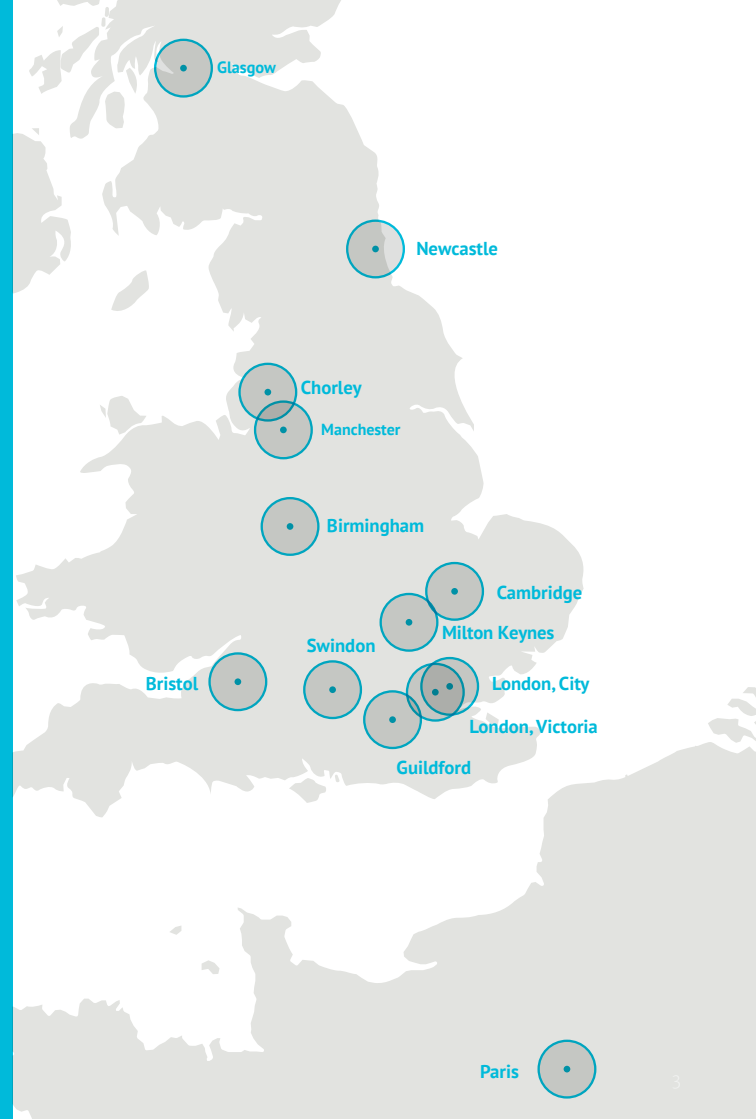 Glasgow
Newcastle
Chorley
Manchester
Birmingham
Cambridge
Milton Keynes
Swindon
Bristol
London, City
London, Victoria
Guildford
Paris
3